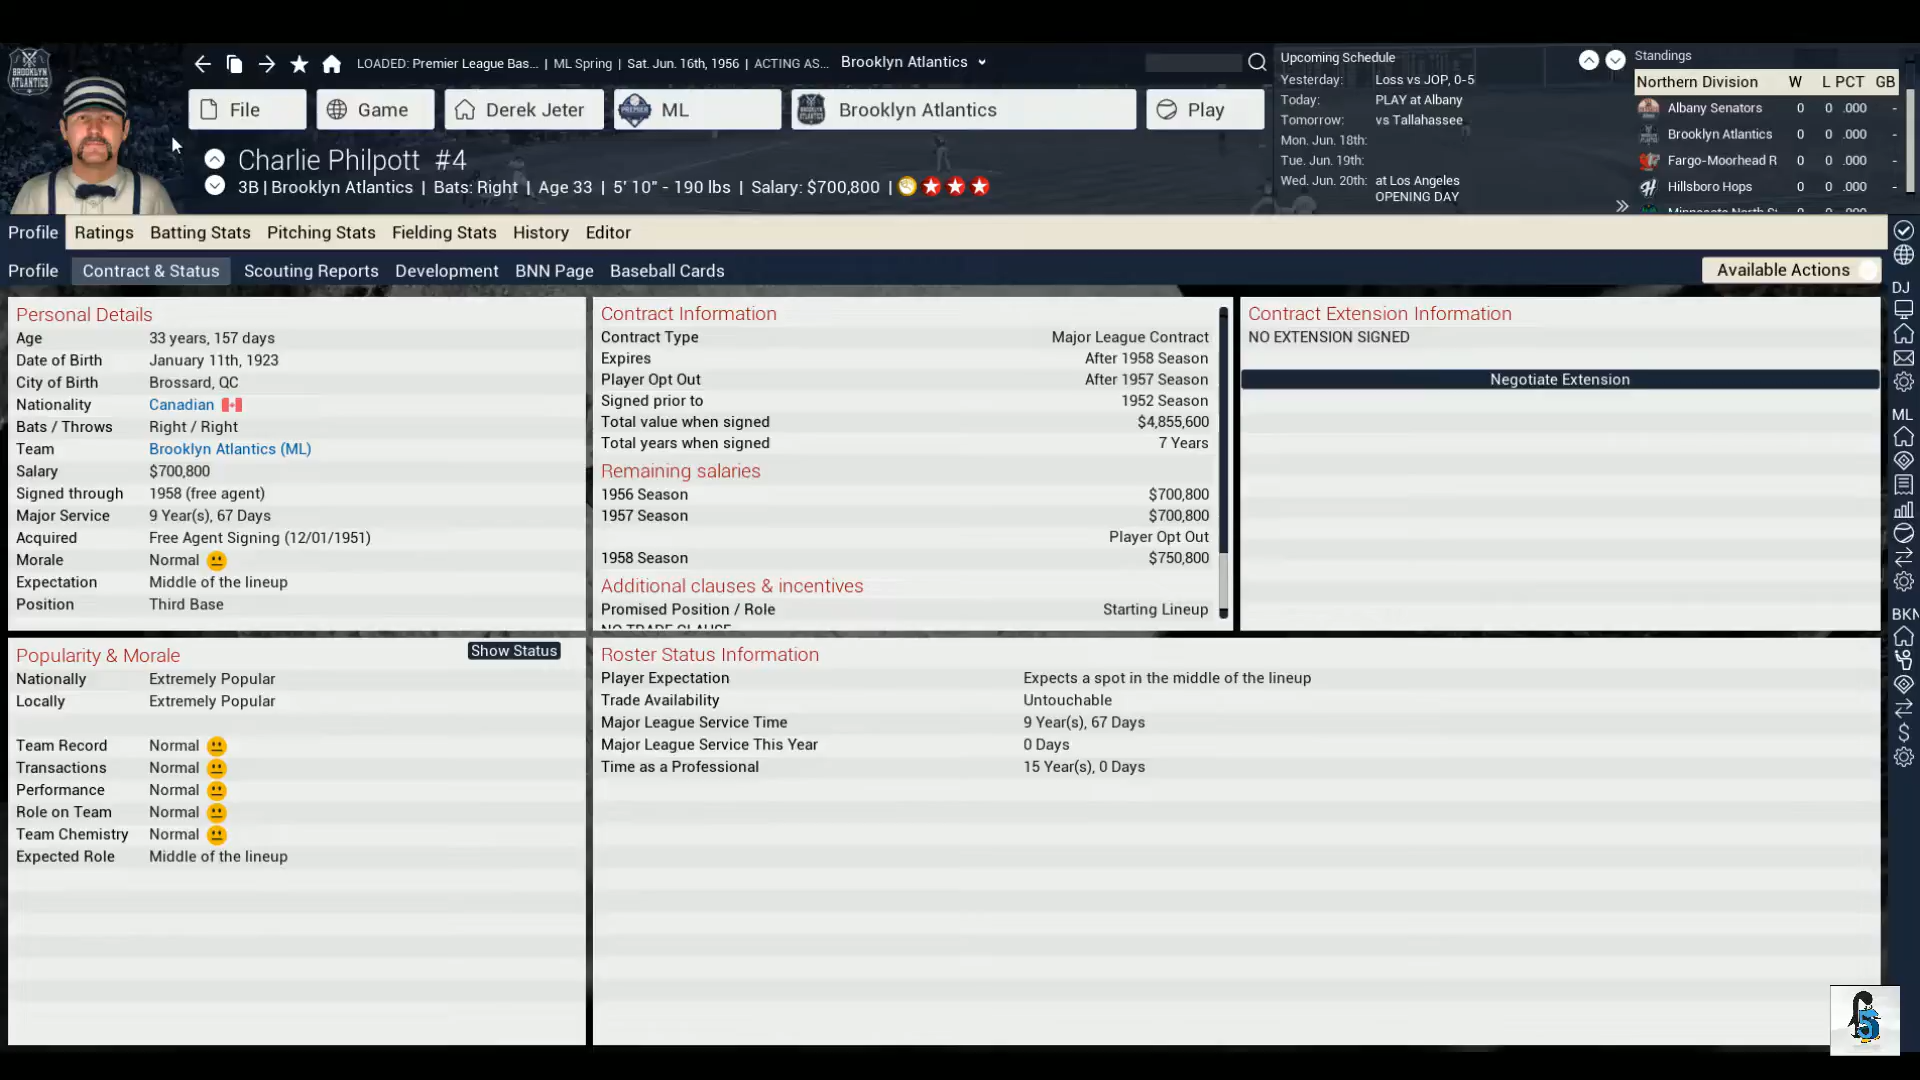 LOADED: Premier League Bas... | ML Spring | Sat. Jun. 16th, 1956 | ACTING AS... Brooklyn Atlantics
File Game Derek Jeter ML Brooklyn Atlantics Play
Charlie Philpott #4
3B | Brooklyn Atlantics | Bats: Right | Age 33 | 5' 10" - 190 lbs | Salary: $700,800 |
Upcoming Schedule
Yesterday: Loss vs JOP, 0-5
Today: PLAY at Albany
Tomorrow: vs Tallahassee
Mon. Jun. 18th:
Tue. Jun. 19th:
Wed. Jun. 20th: at Los Angeles
OPENING DAY
Standings
Northern Division W L PCT GB
Albany Senators 0 0 .000 -
Brooklyn Atlantics 0 0 .000 -
Fargo-Moorhead R 0 0 .000 -
Hillsboro Hops 0 0 .000 -
BROOKLYN
ATLANTICS
Profile Ratings Batting Stats Pitching Stats Fielding Stats History Editor
Profile Contract & Status Scouting Reports Development BNN Page Baseball Cards Available Actions
Personal Details
Age 33 years, 157 days
Date of Birth January 11th, 1923
City of Birth Brossard, QC
Nationality Canadian
Bats / Throws Right / Right
Team Brooklyn Atlantics (ML)
Salary $700,800
Signed through 1958 (free agent)
Major Service 9 Year(s), 67 Days
Acquired Free Agent Signing (12/01/1951)
Morale Normal
Expectation Middle of the lineup
Position Third Base
Contract Information
Contract Type Major League Contract
Expires After 1958 Season
Player Opt Out After 1957 Season
Signed prior to 1952 Season
Total value when signed $4,855,600
Total years when signed 7 Years
Remaining salaries
1956 Season $700,800
1957 Season $700,800
Player Opt Out
1958 Season $750,800
Additional clauses & incentives
Promised Position / Role Starting Lineup
NO TRADE CLAUSE
Contract Extension Information
NO EXTENSION SIGNED
Negotiate Extension
Popularity & Morale Show Status
Nationally Extremely Popular
Locally Extremely Popular
Team Record Normal
Transactions Normal
Performance Normal
Role on Team Normal
Team Chemistry Normal
Expected Role Middle of the lineup
Roster Status Information
Player Expectation Expects a spot in the middle of the lineup
Trade Availability Untouchable
Major League Service Time 9 Year(s), 67 Days
Major League Service This Year 0 Days
Time as a Professional 15 Year(s), 0 Days
DJ
ML
BKN